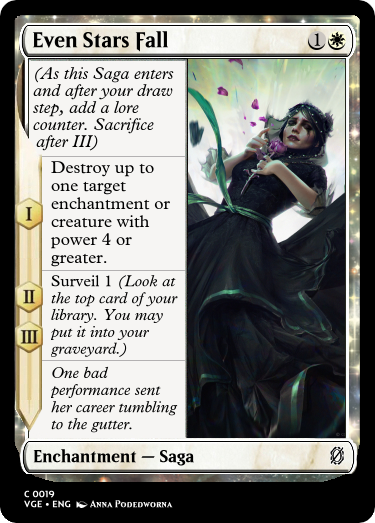 Even Stars Fall
1
(As this Saga enters
and after your draw
step, add a lore
counter. Sacrifice
after III)
I
Destroy up to
one target
enchantment or
creature with
power 4 or
greater.
II
III
Surveil 1 (Look at
the top card of your
library. You may
put it into your
graveyard.)
One bad
performance sent
her career tumbling
to the gutter.
Enchantment — Saga
C 0019
VGE • ENG Anna Podedworna